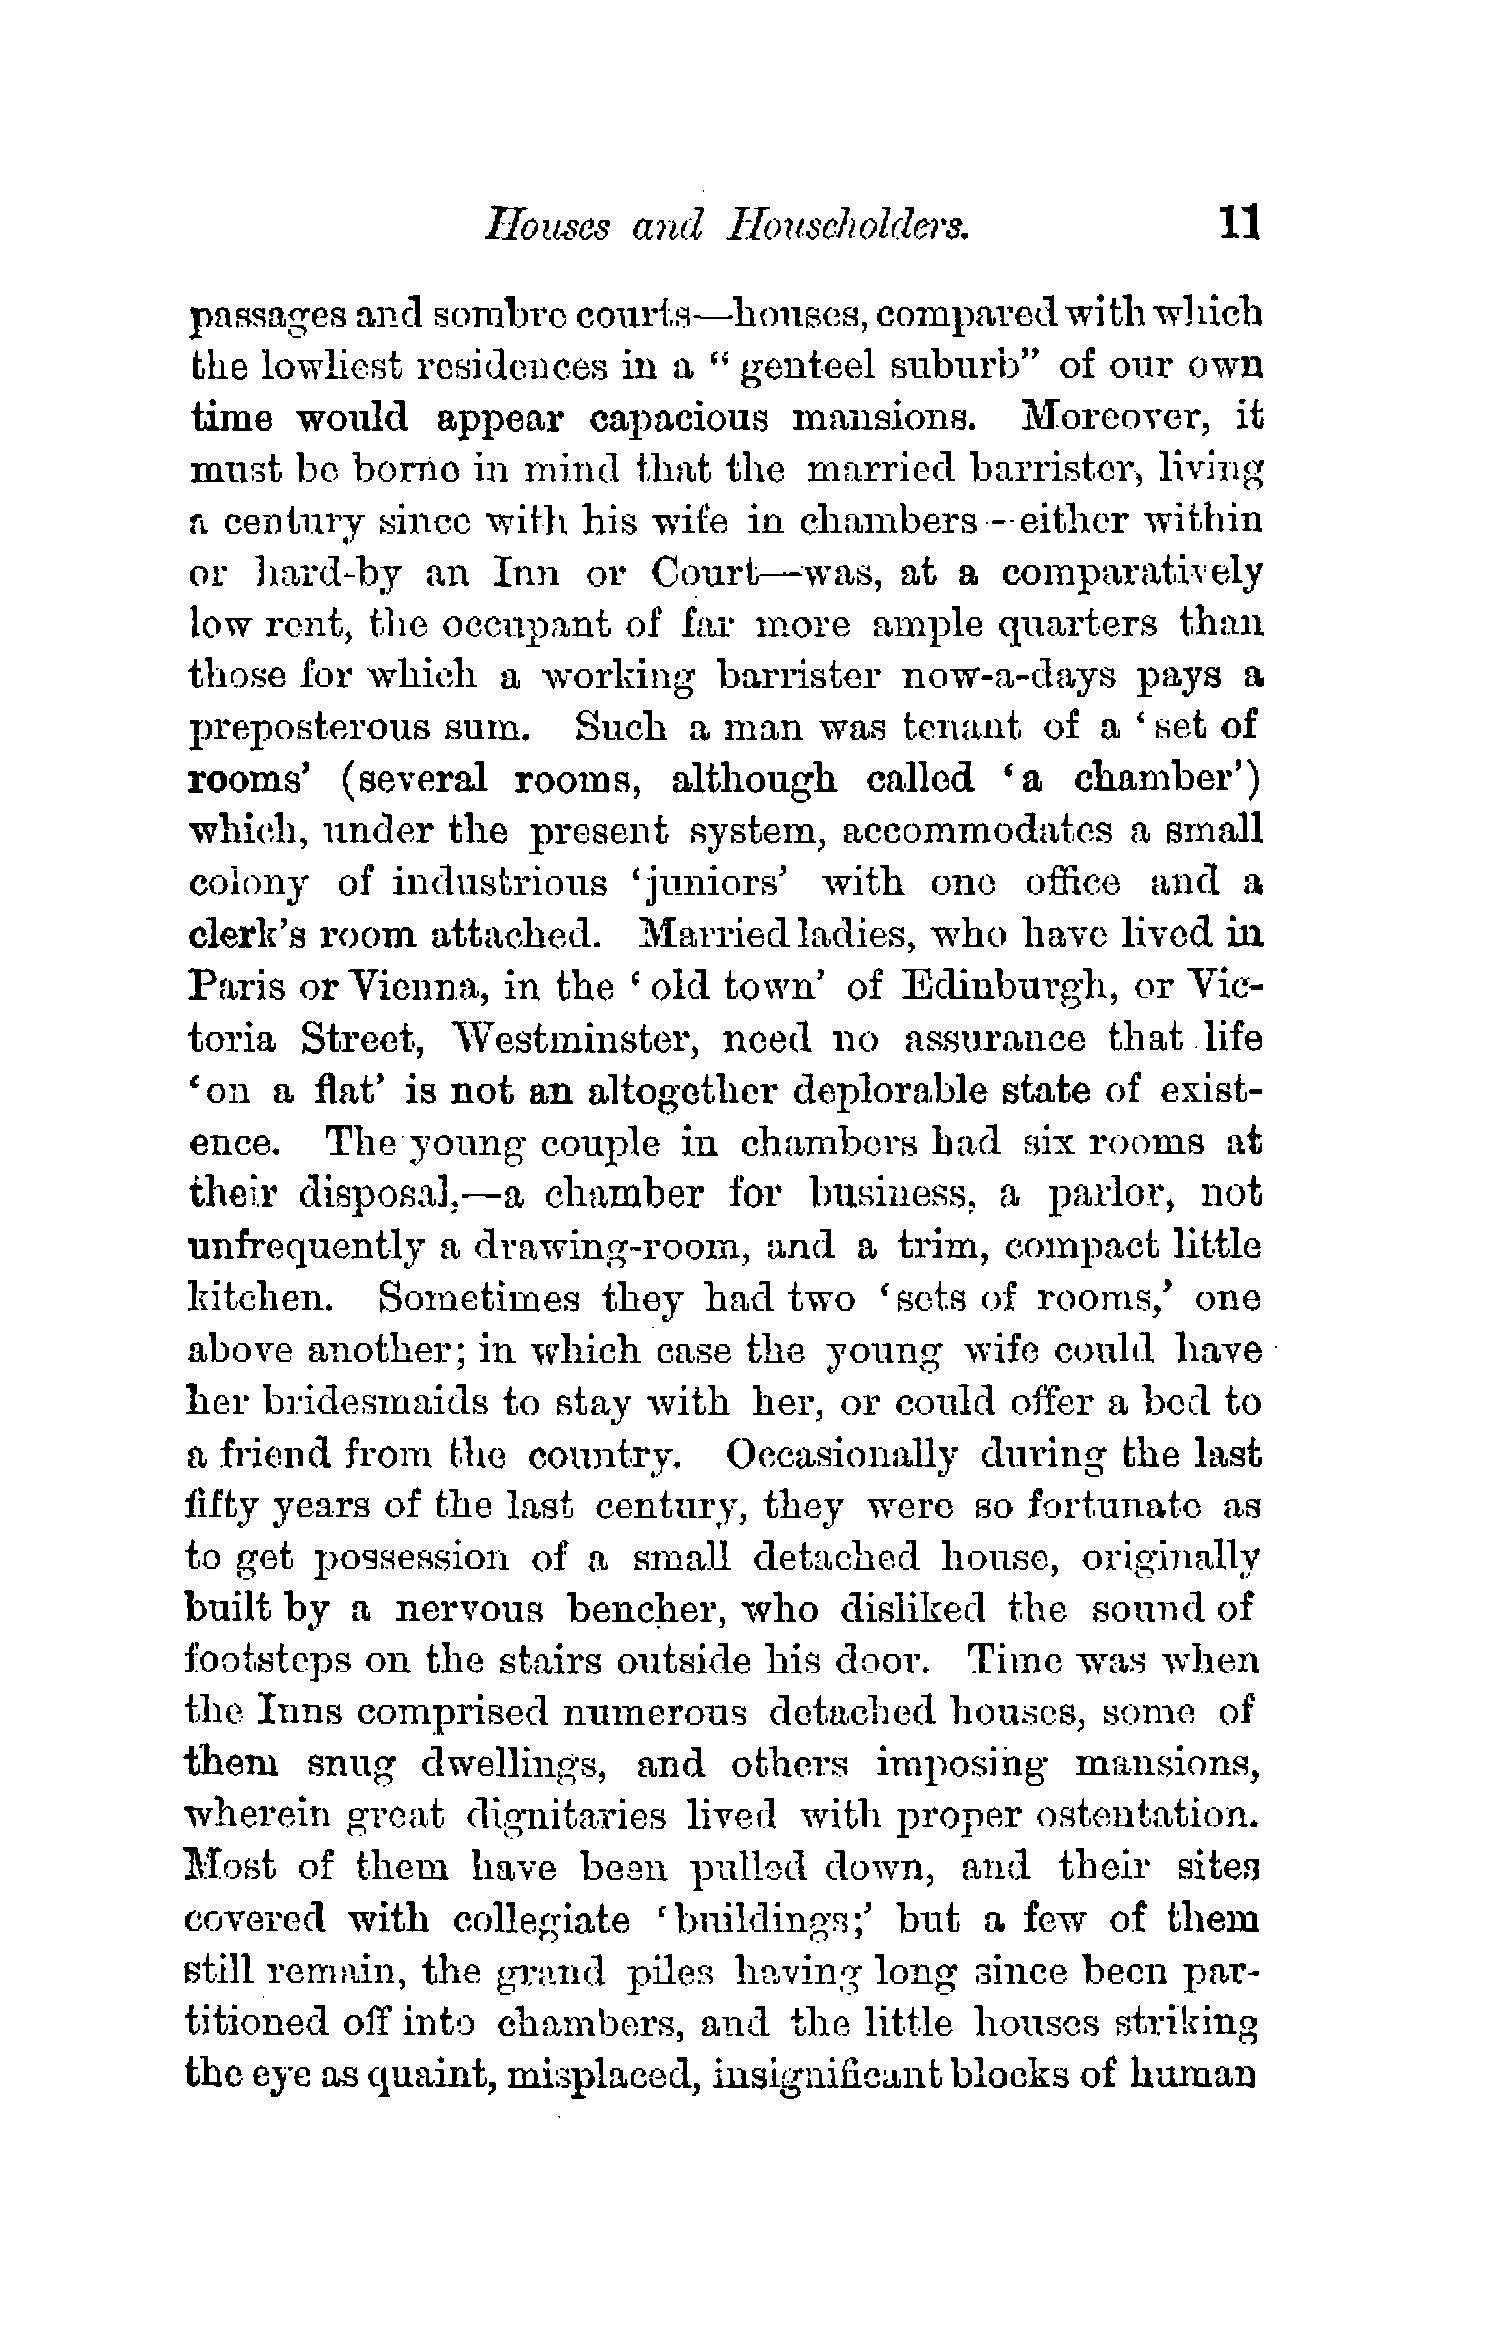 Houses and Householders. 11
passages and sombre courts—houses, compared with which
the lowliest residences in a “ genteel suburb” of our own
time would appear capacious mansions. Moreover, it
must be borne in mind that the married barrister, living
a century since with his wife in chambers--either within
or hard-by an Inn or Court—was, at a comparatively
low rent, the occupant of far more ample quarters than
those for which a working barrister now-a-days pays a
preposterous sum. Such a man was tenant of a ‘ set of
rooms’ (several rooms, although called ‘ a chamber’)
which, under the present system, accommodates a small
colony of industrious ‘juniors’ with one office and a
clerk’s room attached. Married ladies, who have lived in
Paris or Vienna, in the ‘ old town’ of Edinburgh, or Vic-
toria Street, Westminster, need no assurance that life
‘on a flat’ is not an altogether deplorable state of exist-
ence. The young couple in chambers had six rooms at
their disposal,—a chamber for business, a parlor, not
unfrequently a drawing-room, and a trim, compact little
kitchen. Sometimes they had two ‘sets of rooms,’ one
above another; in which case the young wife could have
her bridesmaids to stay with her, or could offer a bed to
a friend from the country. Occasionally during the last
fifty years of the last century, they were so fortunate as
to get possession of a small detached house, originally
built by a nervous bencher, who disliked the sound of
footsteps on the stairs outside his door. Time was when
the Inns comprised numerous detached houses, some of
them snug dwellings, and others imposing mansions,
wherein great dignitaries lived with proper ostentation.
Most of them have been pulled down, and their sites
covered with collegiate ‘buildings;’ but a few of them
still remain, the grand piles having long since been par-
titioned off into chambers, and the little houses striking
the eye as quaint, misplaced, insignificant blocks of human